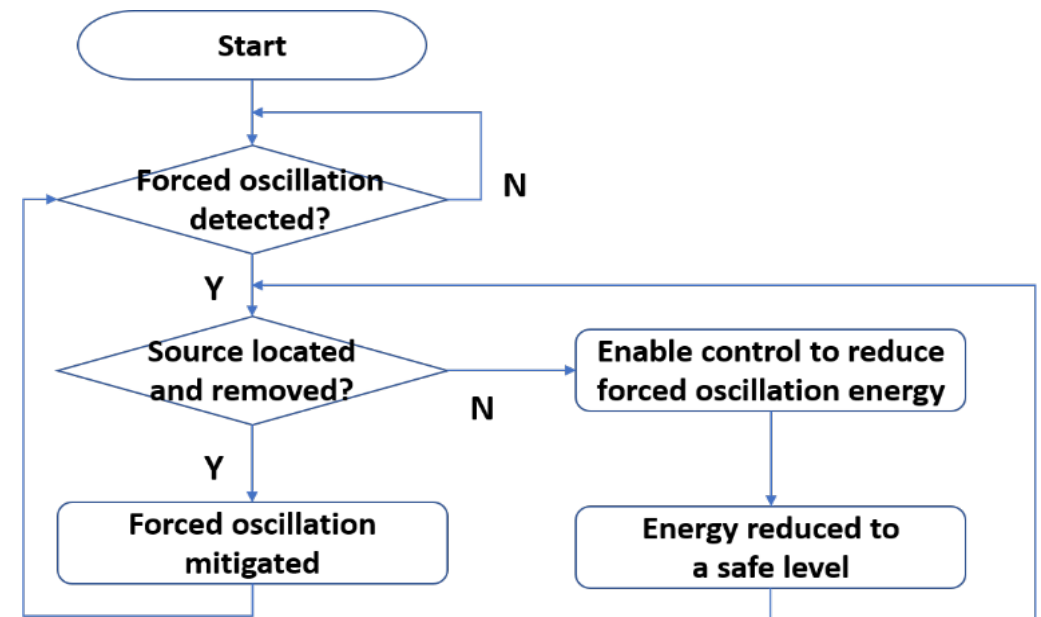 Start
Forced oscillation
detected?
N
Y
Source located
and removed?
N
Enable control to reduce
forced oscillation energy
Y
Forced oscillation
mitigated
Energy reduced to
a safe level